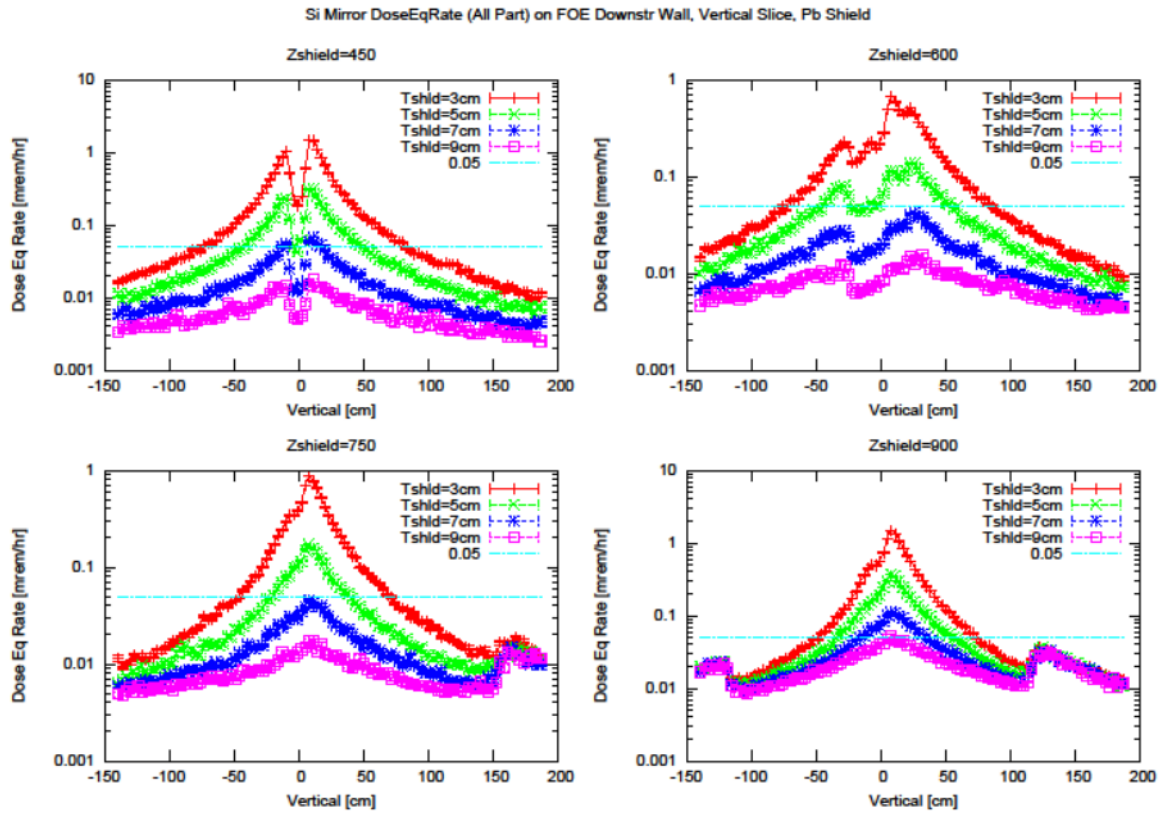 Si Mirror DoseEqRate (All Part) on FOE Downstr Wall, Vertical Slice, Pb Shield
Zshield=450
Dose Eq Rate [mrem/hr]
10
1
0.1
0.01
0.001
Tshld=3cm
Tshld=5cm
Tshld=7cm
Tshld=9cm
0.05
-150 -100 -50 0 50 100 150 200
Vertical [cm]
Zshield=600
Dose Eq Rate [mrem/hr]
1
0.1
0.01
0.001
Tshld=3cm
Tshld=5cm
Tshld=7cm
Tshld=9cm
0.05
-150 -100 -50 0 50 100 150 200
Vertical [cm]
Zshield=750
Dose Eq Rate [mrem/hr]
1
0.1
0.01
0.001
Tshld=3cm
Tshld=5cm
Tshld=7cm
Tshld=9cm
0.05
-150 -100 -50 0 50 100 150 200
Vertical [cm]
Zshield=900
Dose Eq Rate [mrem/hr]
10
1
0.1
0.01
0.001
Tshld=3cm
Tshld=5cm
Tshld=7cm
Tshld=9cm
0.05
-150 -100 -50 0 50 100 150 200
Vertical [cm]